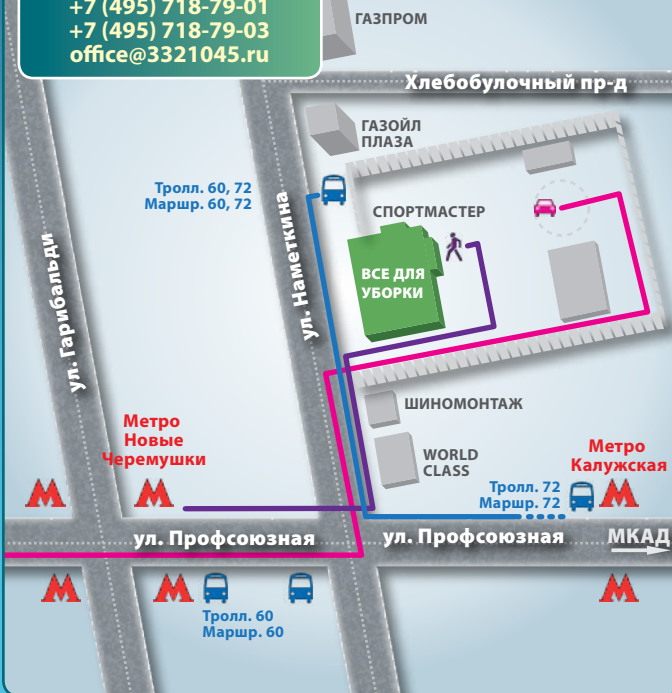 +7 (495) 718-79-01
+7 (495) 718-79-03
office@3321045.ru
ГАЗПРОМ
Хлебобулочный пр-д
ГАЗОЙЛ
ПЛАЗА
Тролл. 60, 72
Маршр. 60, 72
ул. Наметкина
СПОРТМАСТЕР
ВСЕ ДЛЯ
УБОРКИ
ул. Гарибальди
ШИНОМОНТАЖ
Метро
Новые
Черемушки
WORLD
CLASS
Метро
Калужская
Тролл. 72
Маршр. 72
ул. Профсоюзная
ул. Профсоюзная
МКАД
Тролл. 60
Маршр. 60